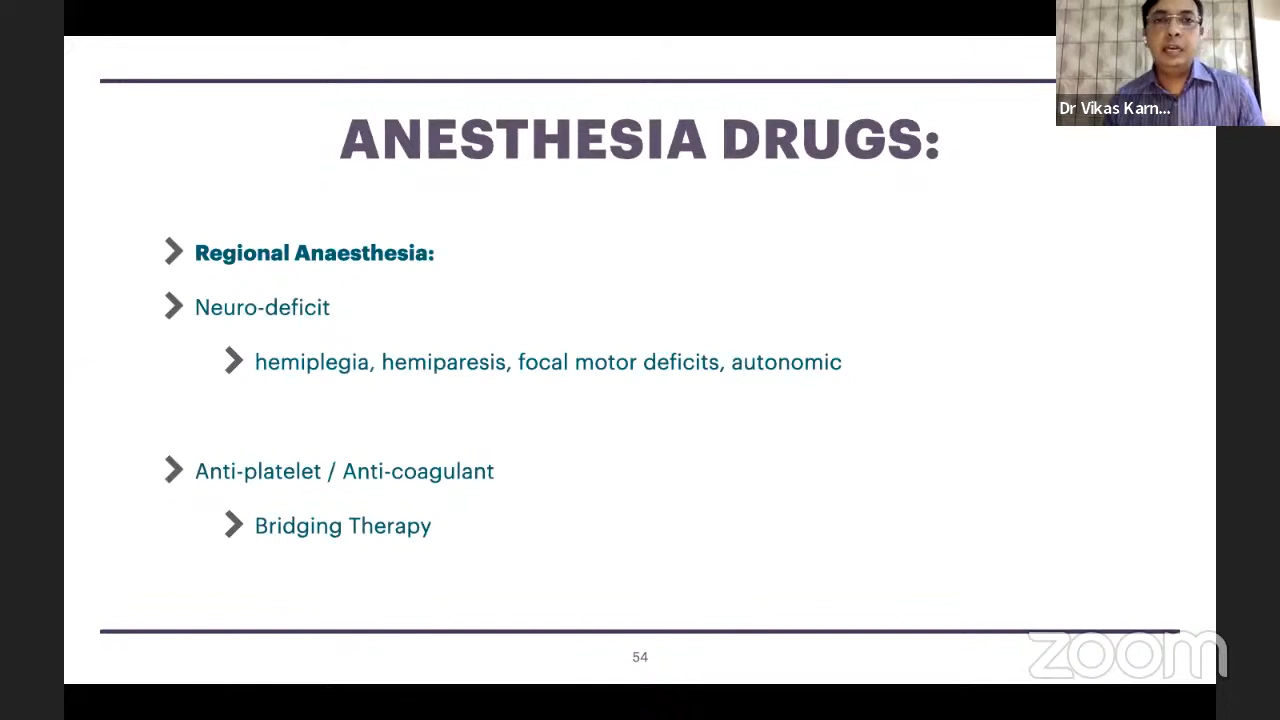 Dr Vikas Karn...
ANESTHESIA DRUGS:
Regional Anaesthesia:
Neuro-deficit
hemiplegia, hemiparesis, focal motor deficits, autonomic
Anti-platelet / Anti-coagulant
Bridging Therapy
54
zoom